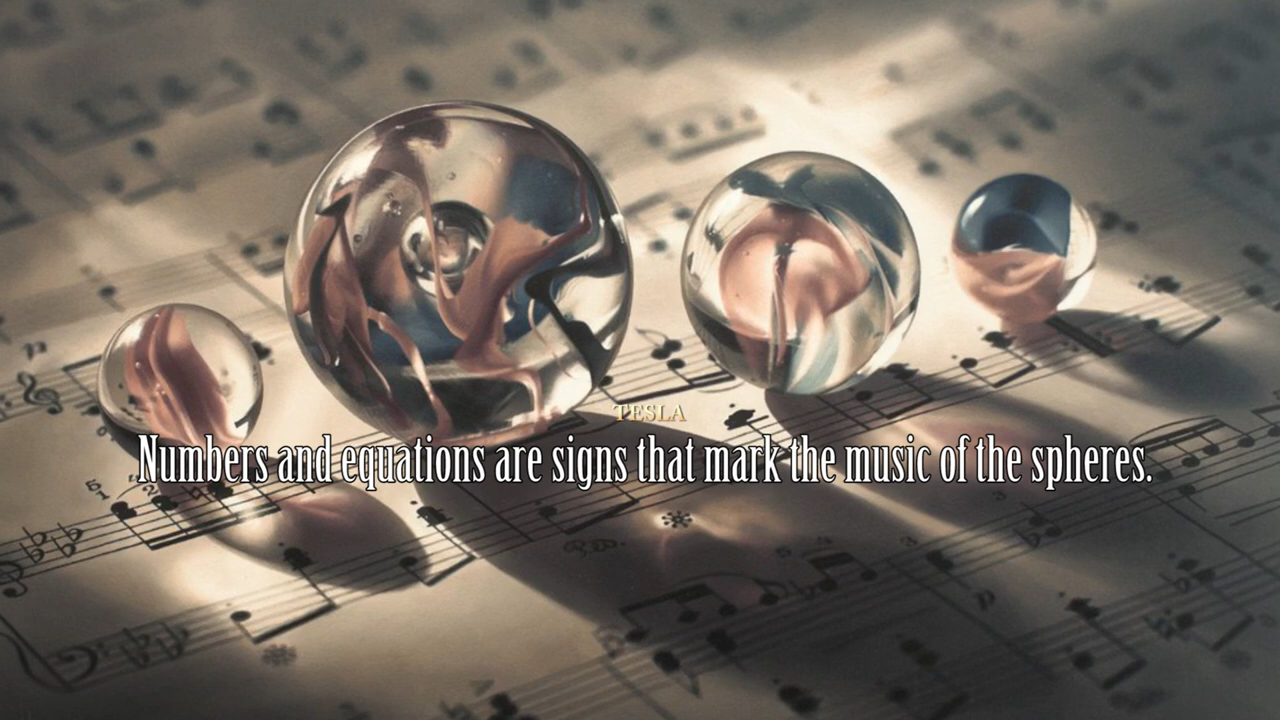 TESLA
Numbers and equations are signs that mark the music of the spheres.